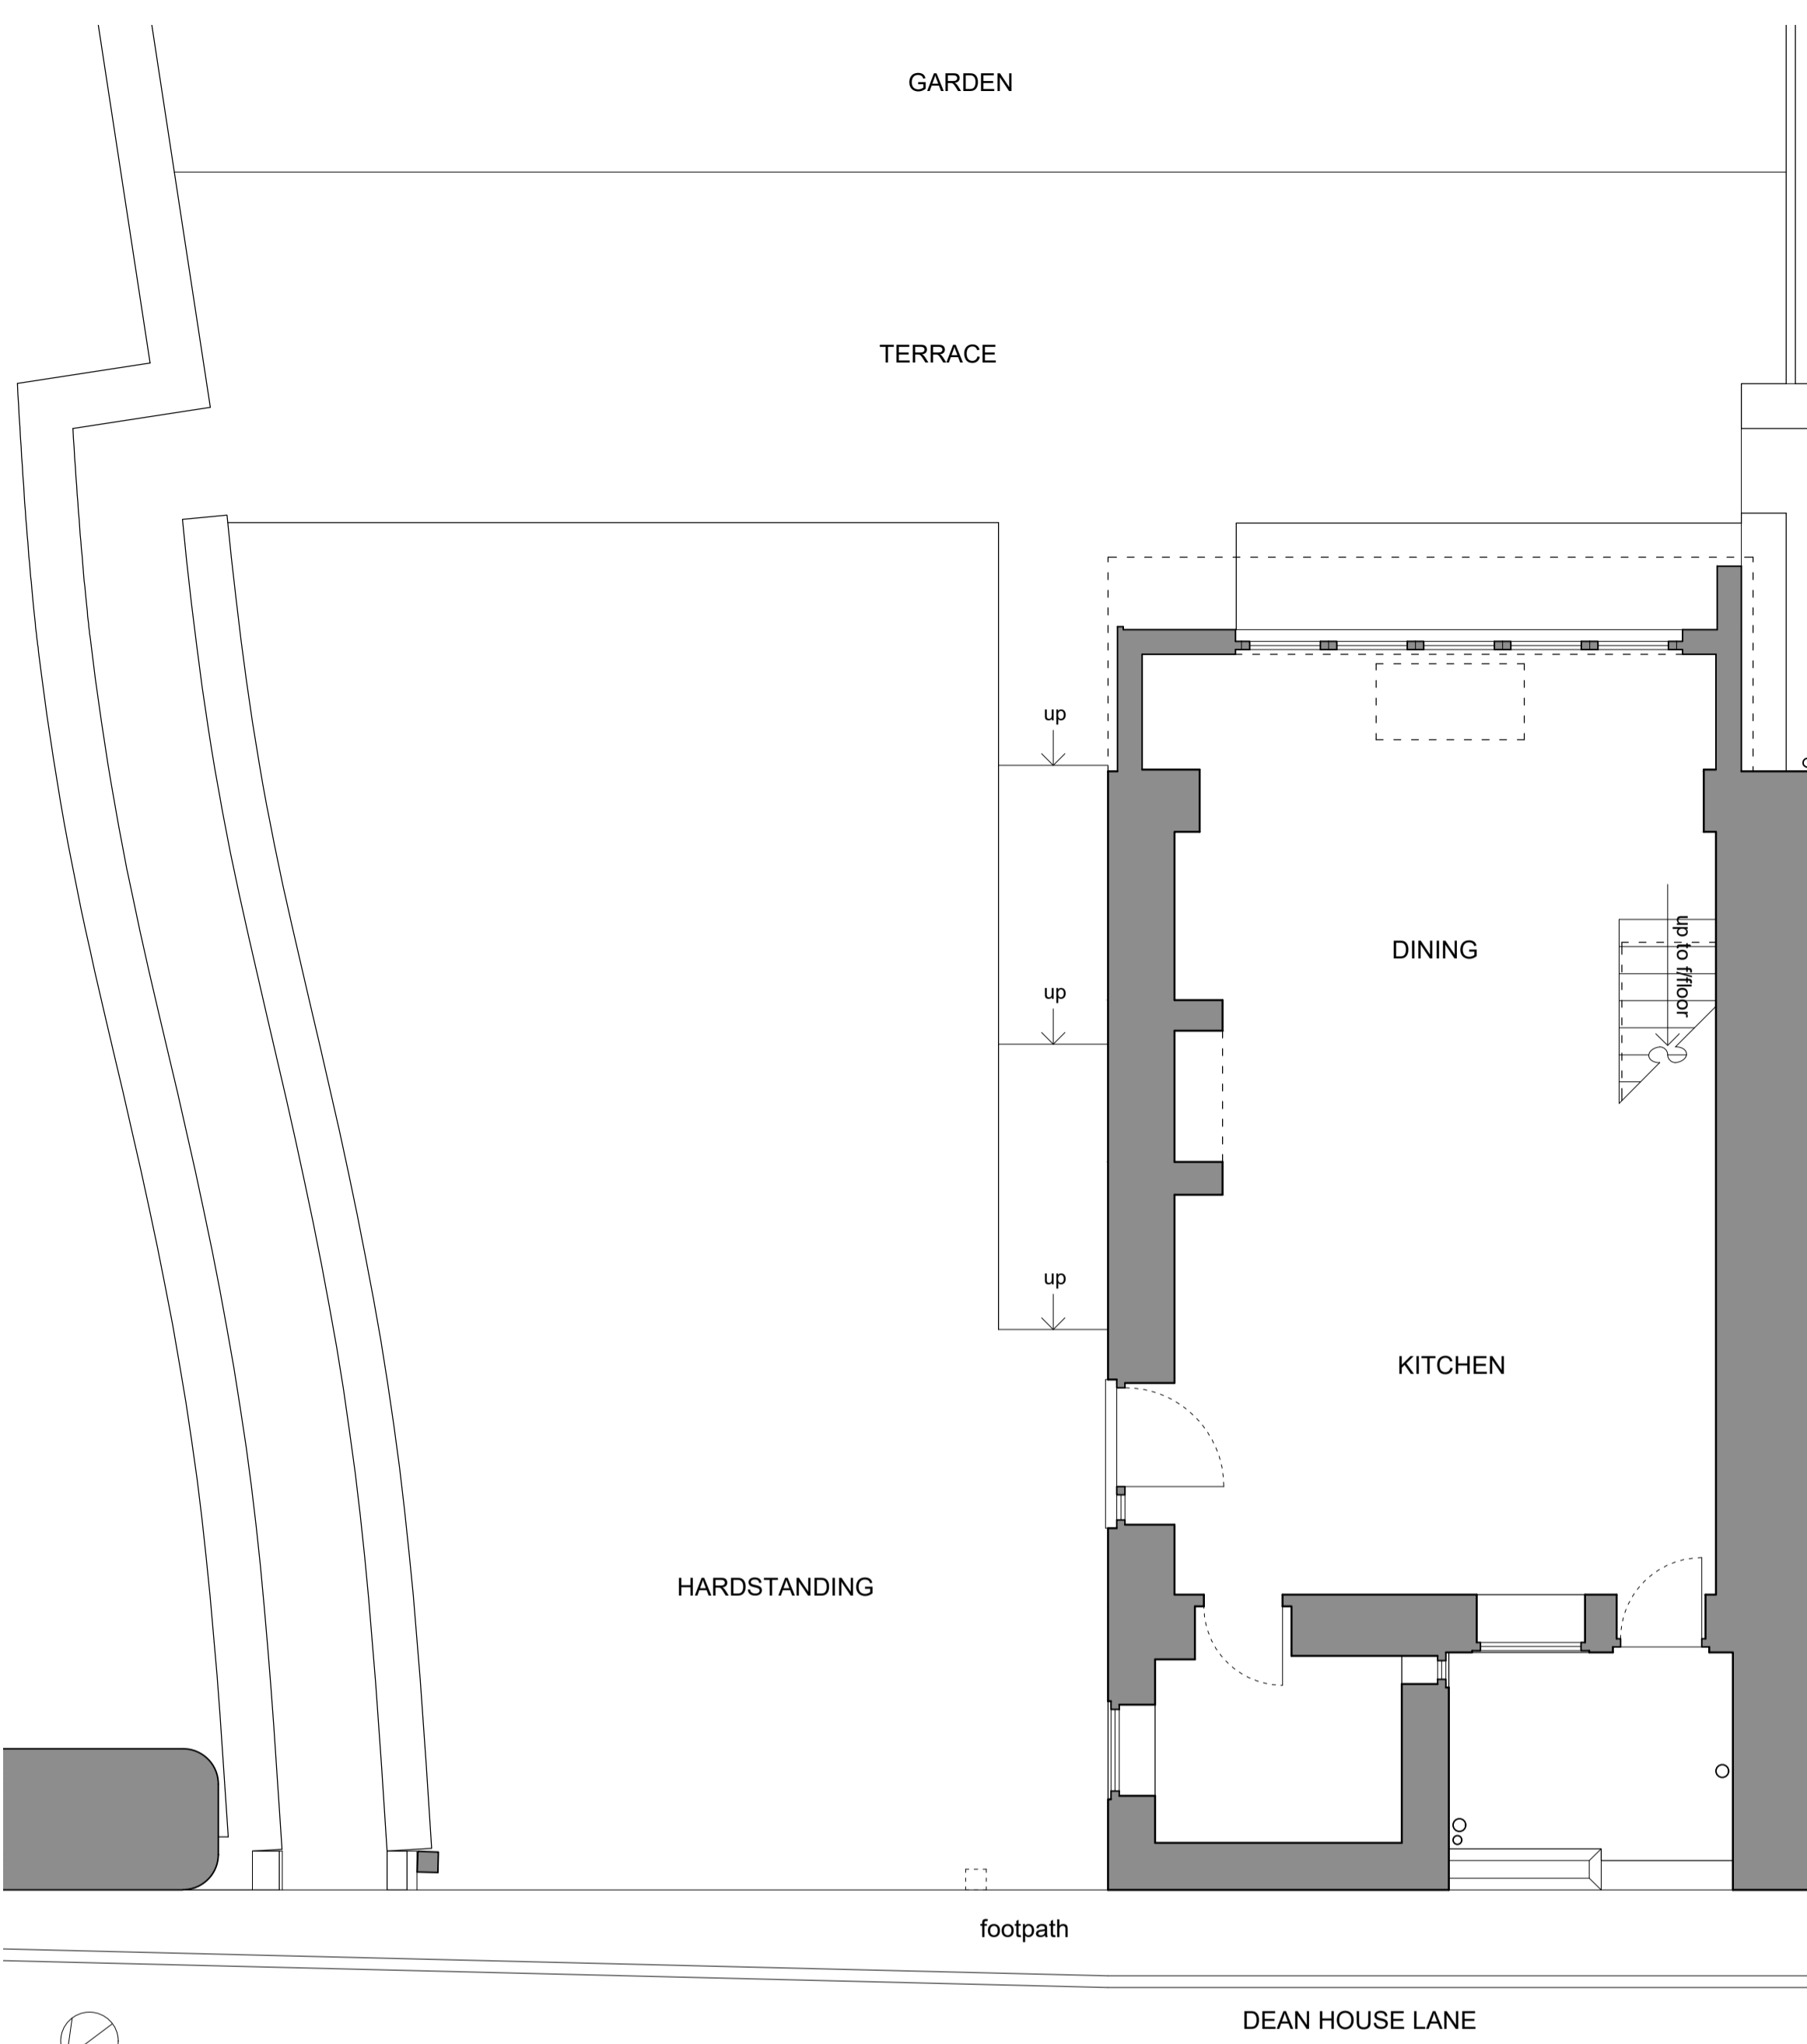 GARDEN
TERRACE
up
up to f/floor
DINING
up
up
KITCHEN
HARDSTANDING
footpath
DEAN HOUSE LANE